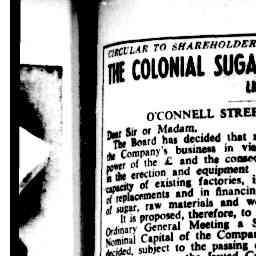 CIRCULAR TO SHAREHOLDER
THE COLONIAL SUGA
O'CONNELL STREE
Dear Sir or Madam,
The Board has decided that
the Company's business in vie
power of the £ and the conseq
in the erection and equipment
capacity of existing factories, i
of replacements and in financin
of sugar, raw materials and w
It is proposed, therefore, to
Ordinary General Meeting a S
Nominal Capital of the Compan
decided, subject to the passing